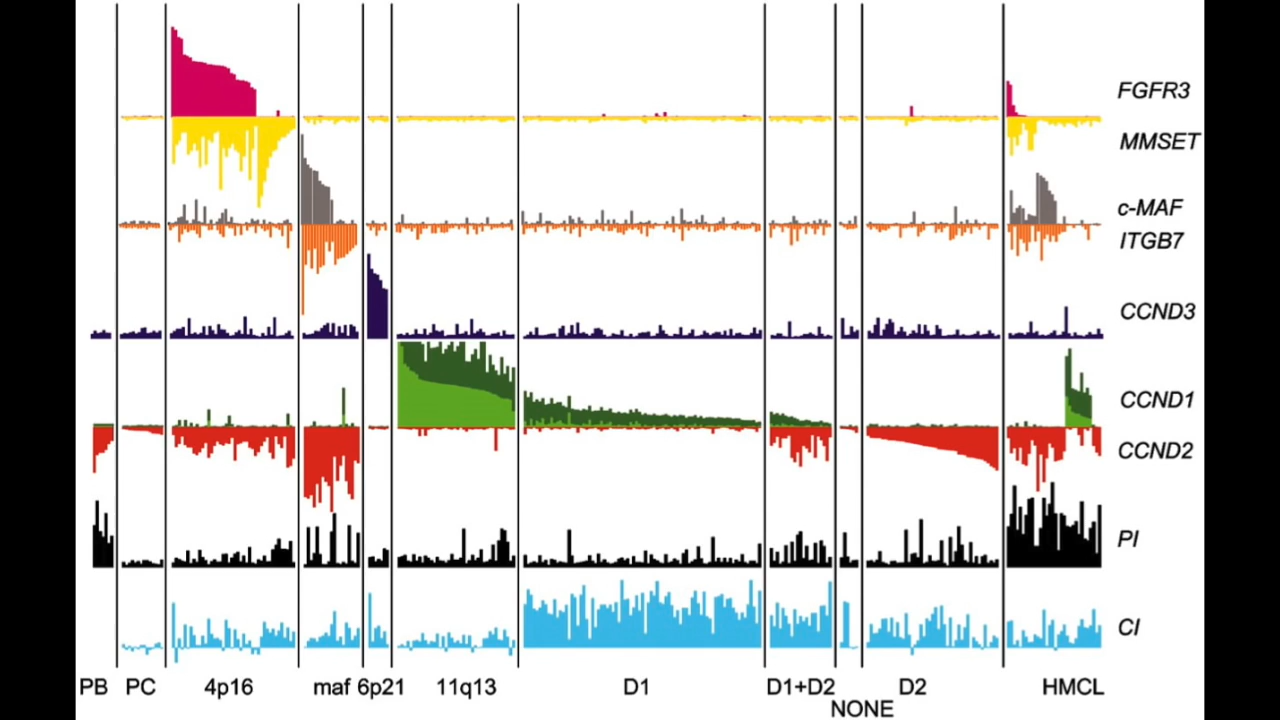 FGFR3
MMSET
c-MAF
ITGB7
CCND3
CCND1
CCND2
PI
CI
PB PC 4p16 maf 6p21 11q13 D1 D1+D2 D2 HMCL
NONE